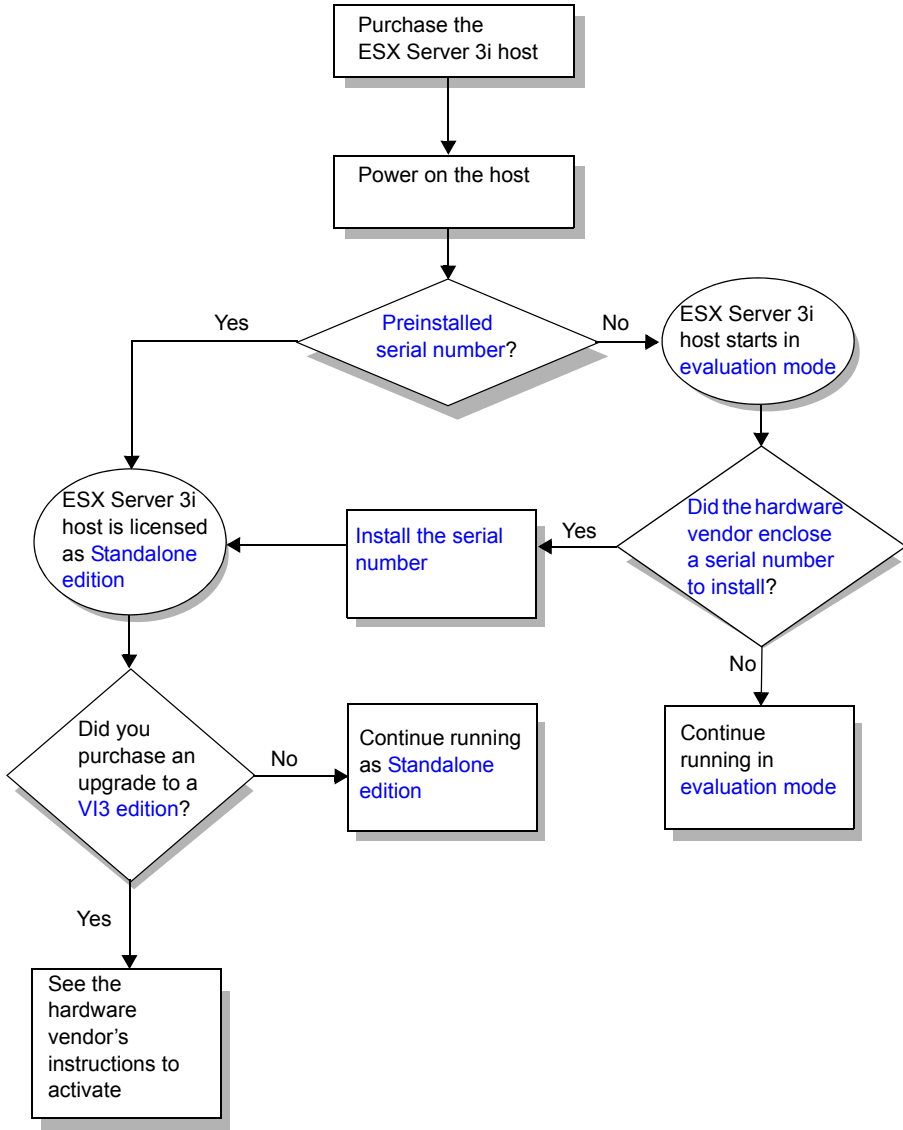 Purchase the
ESX Server 3i host
Power on the host
Yes
Preinstalled
serial number?
No
ESX Server 3i
host starts in
evaluation mode
ESX Server 3i
host is licensed
as Standalone
edition
Install the serial
number
Yes
Did the hardware
vendor enclose
a serial number
to install?
No
Did you
purchase an
upgrade to a
VI3 edition?
No
Continue running
as Standalone
edition
Continue
running in
evaluation mode
Yes
See the
hardware
vendor's
instructions to
activate